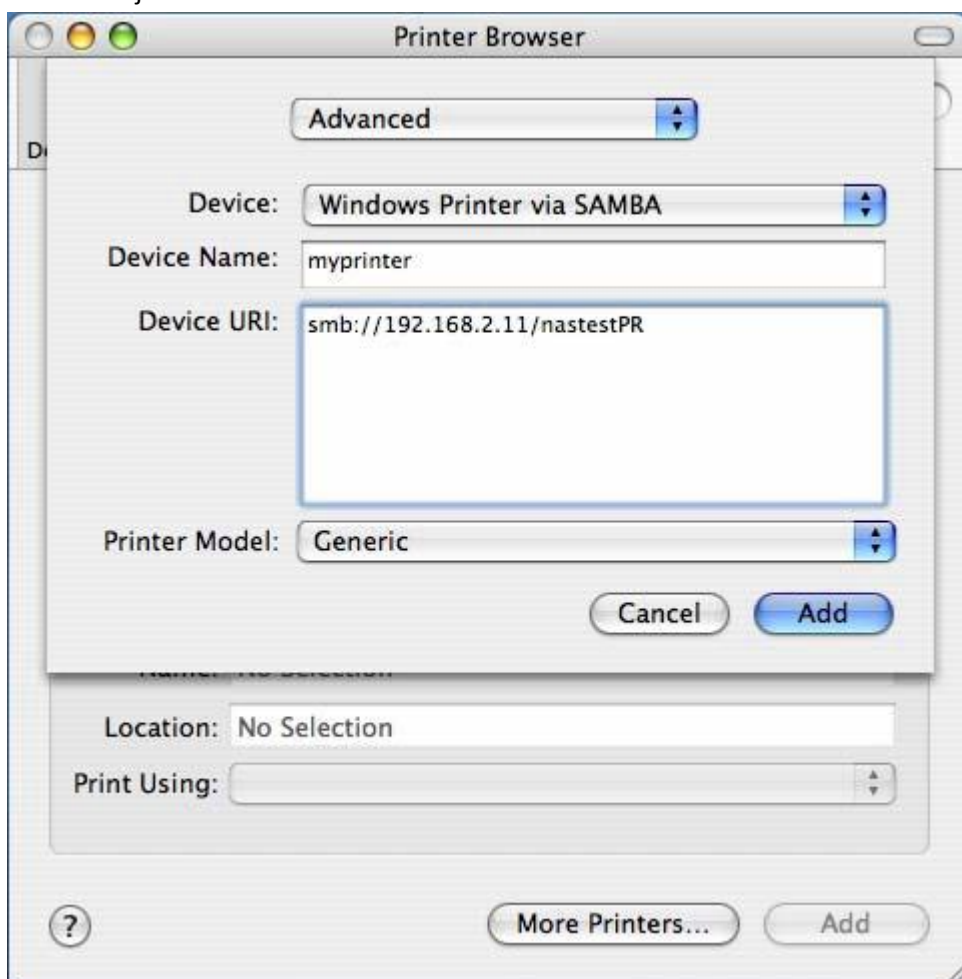 Printer Browser
Advanced
Device: Windows Printer via SAMBA
Device Name: myprinter
Device URI: smb://192.168.2.11/nastestPR
Printer Model: Generic
Cancel Add
Location: No Selection
Print Using:
? More Printers... Add